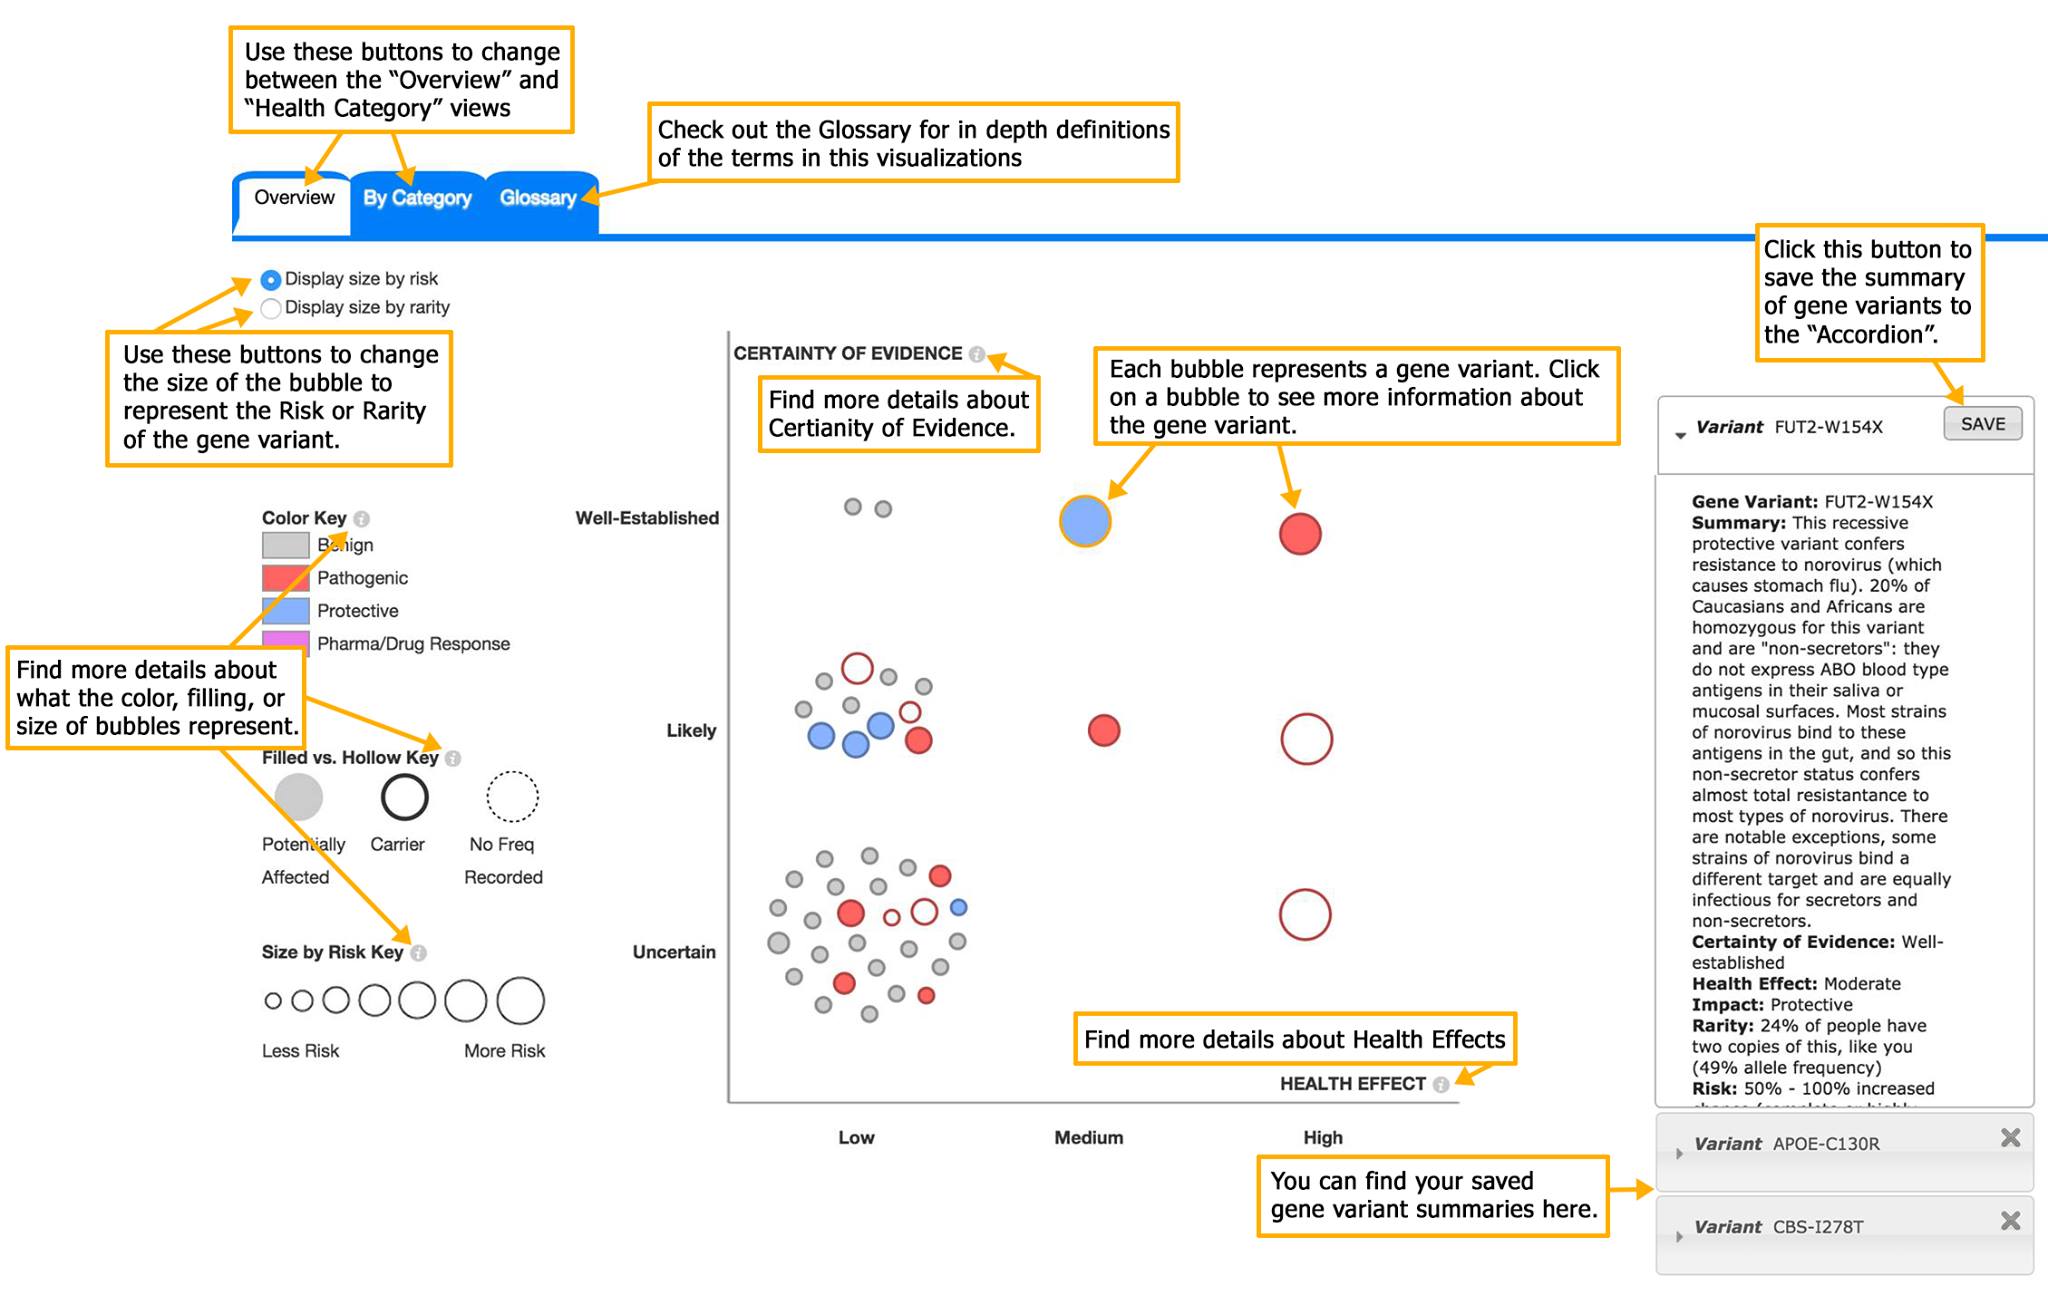 Use these buttons to change
between the “Overview” and
“Health Category” views
Check out the Glossary for in depth definitions
of the terms in this visualizations
Overview
By Category
Glossary
Click this button to
save the summary
of gene variants to
the “Accordion”.
Display size by risk
Display size by rarity
Use these buttons to change
the size of the bubble to
represent the Risk or Rarity
of the gene variant.
CERTAINTY OF EVIDENCE
Find more details about
Certianity of Evidence.
Each bubble represents a gene variant. Click
on a bubble to see more information about
the gene variant.
Variant FUT2-W154X
SAVE
Color Key
Benign
Pathogenic
Protective
Pharma/Drug Response
Find more details about
what the color, filling, or
size of bubbles represent.
Filled vs. Hollow Key
Potentially
Affected
Carrier
No Freq
Recorded
Size by Risk Key
Less Risk
More Risk
Well-Established
Likely
Uncertain
Find more details about Health Effects
HEALTH EFFECT
Low
Medium
High
Gene Variant: FUT2-W154X
Summary: This recessive
protective variant confers
resistance to norovirus (which
causes stomach flu). 20% of
Caucasians and Africans are
homozygous for this variant
and are "non-secretors": they
do not express ABO blood type
antigens in their saliva or
mucosal surfaces. Most strains
of norovirus bind to these
antigens in the gut, and so this
non-secretor status confers
almost total resistantance to
most types of norovirus. There
are notable exceptions, some
strains of norovirus bind a
different target and are equally
infectious for secretors and
non-secretors.
Certainty of Evidence: Well-
established
Health Effect: Moderate
Impact: Protective
Rarity: 24% of people have
two copies of this, like you
(49% allele frequency)
Risk: 50% - 100% increased
You can find your saved
gene variant summaries here.
Variant APOE-C130R
Variant CBS-I278T